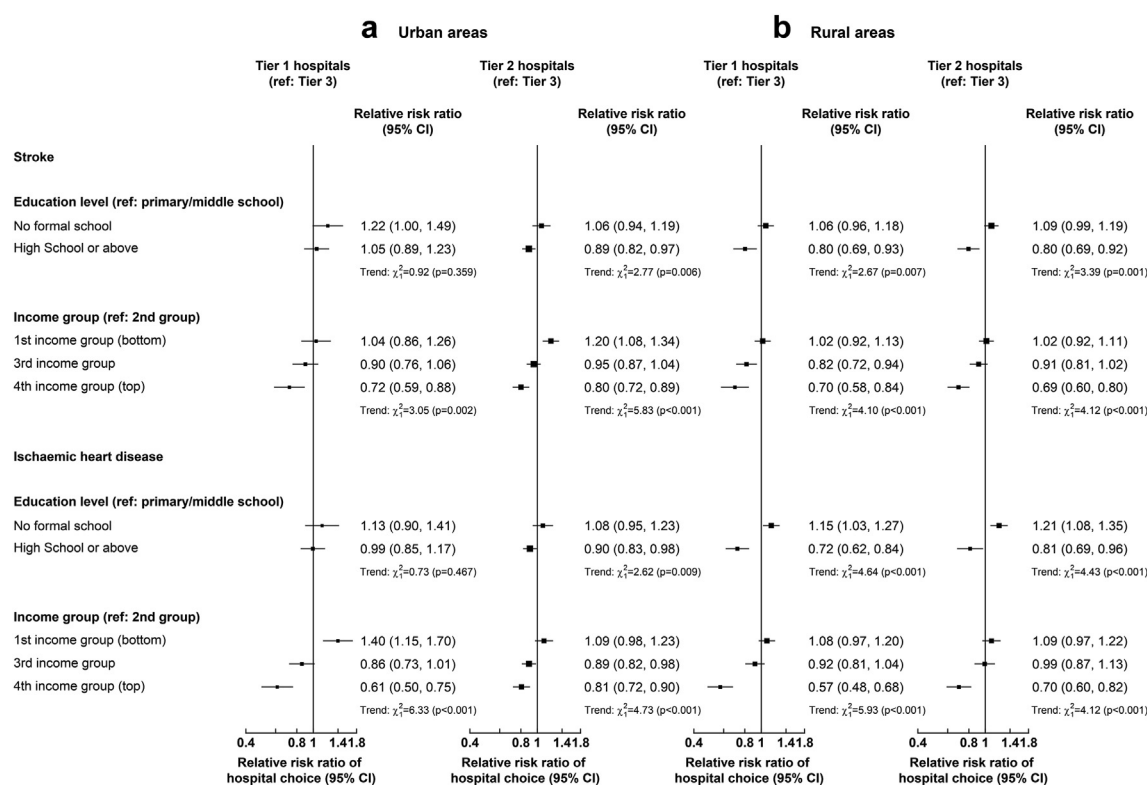 a Urban areas b Rural areas
Tier 1 hospitals Tier 2 hospitals Tier 1 hospitals Tier 2 hospitals
(ref: Tier 3) (ref: Tier 3) (ref: Tier 3) (ref: Tier 3)
Relative risk ratio Relative risk ratio Relative risk ratio Relative risk ratio
(95% CI) (95% CI) (95% CI) (95% CI)
Stroke
Education level (ref: primary/middle school)
No formal school 1.22 (1.00, 1.49) 1.06 (0.94, 1.19) 1.06 (0.96, 1.18) 1.09 (0.99, 1.19)
High School or above 1.05 (0.89, 1.23) 0.89 (0.82, 0.97) 0.80 (0.69, 0.93) 0.80 (0.69, 0.92)
Trend: χ²₁=0.92 (p=0.359) Trend: χ²₁=2.77 (p=0.006) Trend: χ²₁=2.67 (p=0.007) Trend: χ²₁=3.39 (p=0.001)
Income group (ref: 2nd group)
1st income group (bottom) 1.04 (0.86, 1.26) 1.20 (1.08, 1.34) 1.02 (0.92, 1.13) 1.02 (0.92, 1.11)
3rd income group 0.90 (0.76, 1.06) 0.95 (0.87, 1.04) 0.82 (0.72, 0.94) 0.91 (0.81, 1.02)
4th income group (top) 0.72 (0.59, 0.88) 0.80 (0.72, 0.89) 0.70 (0.58, 0.84) 0.69 (0.60, 0.80)
Trend: χ²₁=3.05 (p=0.002) Trend: χ²₁=5.83 (p<0.001) Trend: χ²₁=4.10 (p<0.001) Trend: χ²₁=4.12 (p<0.001)
Ischaemic heart disease
Education level (ref: primary/middle school)
No formal school 1.13 (0.90, 1.41) 1.08 (0.95, 1.23) 1.15 (1.03, 1.27) 1.21 (1.08, 1.35)
High School or above 0.99 (0.85, 1.17) 0.90 (0.83, 0.98) 0.72 (0.62, 0.84) 0.81 (0.69, 0.96)
Trend: χ²₁=0.73 (p=0.467) Trend: χ²₁=2.62 (p=0.009) Trend: χ²₁=4.64 (p<0.001) Trend: χ²₁=4.43 (p<0.001)
Income group (ref: 2nd group)
1st income group (bottom) 1.40 (1.15, 1.70) 1.09 (0.98, 1.23) 1.08 (0.97, 1.20) 1.09 (0.97, 1.22)
3rd income group 0.86 (0.73, 1.01) 0.89 (0.82, 0.98) 0.92 (0.81, 1.04) 0.99 (0.87, 1.13)
4th income group (top) 0.61 (0.50, 0.75) 0.81 (0.72, 0.90) 0.57 (0.48, 0.68) 0.70 (0.60, 0.82)
Trend: χ²₁=6.33 (p<0.001) Trend: χ²₁=4.73 (p<0.001) Trend: χ²₁=5.93 (p<0.001) Trend: χ²₁=4.12 (p<0.001)
0.4 0.8 1 1.41.8 0.4 0.8 1 1.41.8 0.4 0.8 1 1.41.8 0.4 0.8 1 1.41.8
Relative risk ratio of Relative risk ratio of Relative risk ratio of Relative risk ratio of
hospital choice (95% CI) hospital choice (95% CI) hospital choice (95% CI) hospital choice (95% CI)